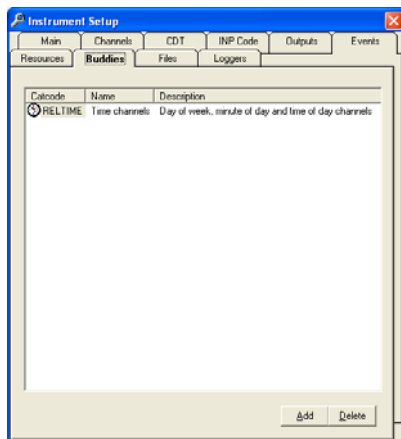 Instrument Setup
Main Channels CDT INP Code Outputs Events
Resources Buddies Files Loggers
Catcode Name Description
RELTIME Time channels Day of week, minute of day and time of day channels
Add Delete